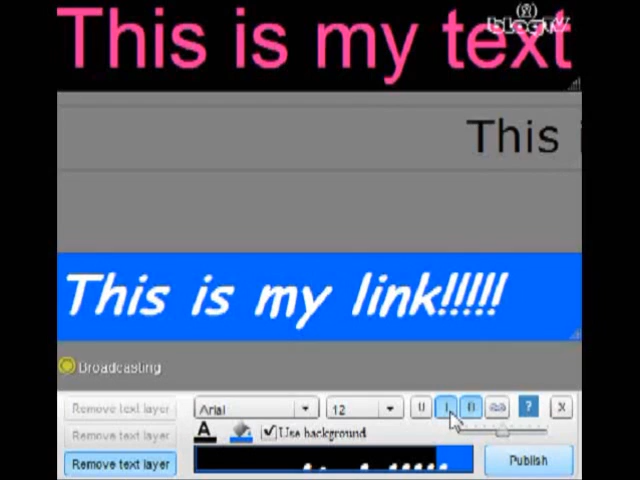 This is my text
blogTV
This
This is my link!!!!!
Broadcasting
Remove text layer
Arial
12
U
I
B
?
X
Remove text layer
Use background
Remove text layer
Publish